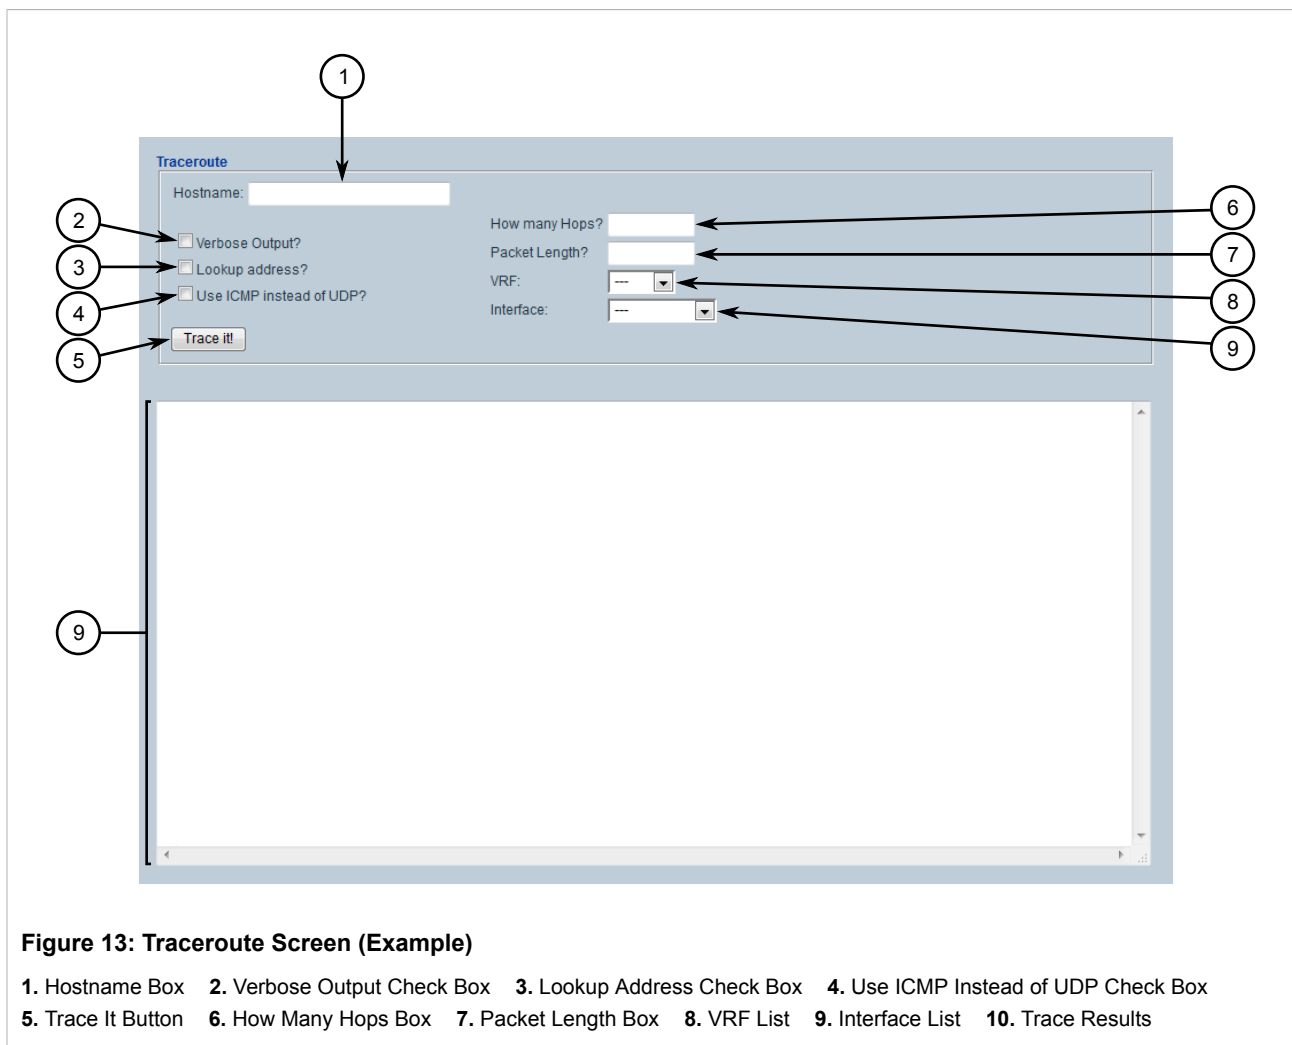 1
Traceroute
Hostname:
2
Verbose Output?
3
Lookup address?
4
Use ICMP instead of UDP?
5
Trace it!
How many Hops?
6
Packet Length?
7
VRF:
---
8
Interface:
---
9
9
Figure 13: Traceroute Screen (Example)
1. Hostname Box 2. Verbose Output Check Box 3. Lookup Address Check Box 4. Use ICMP Instead of UDP Check Box
5. Trace It Button 6. How Many Hops Box 7. Packet Length Box 8. VRF List 9. Interface List 10. Trace Results